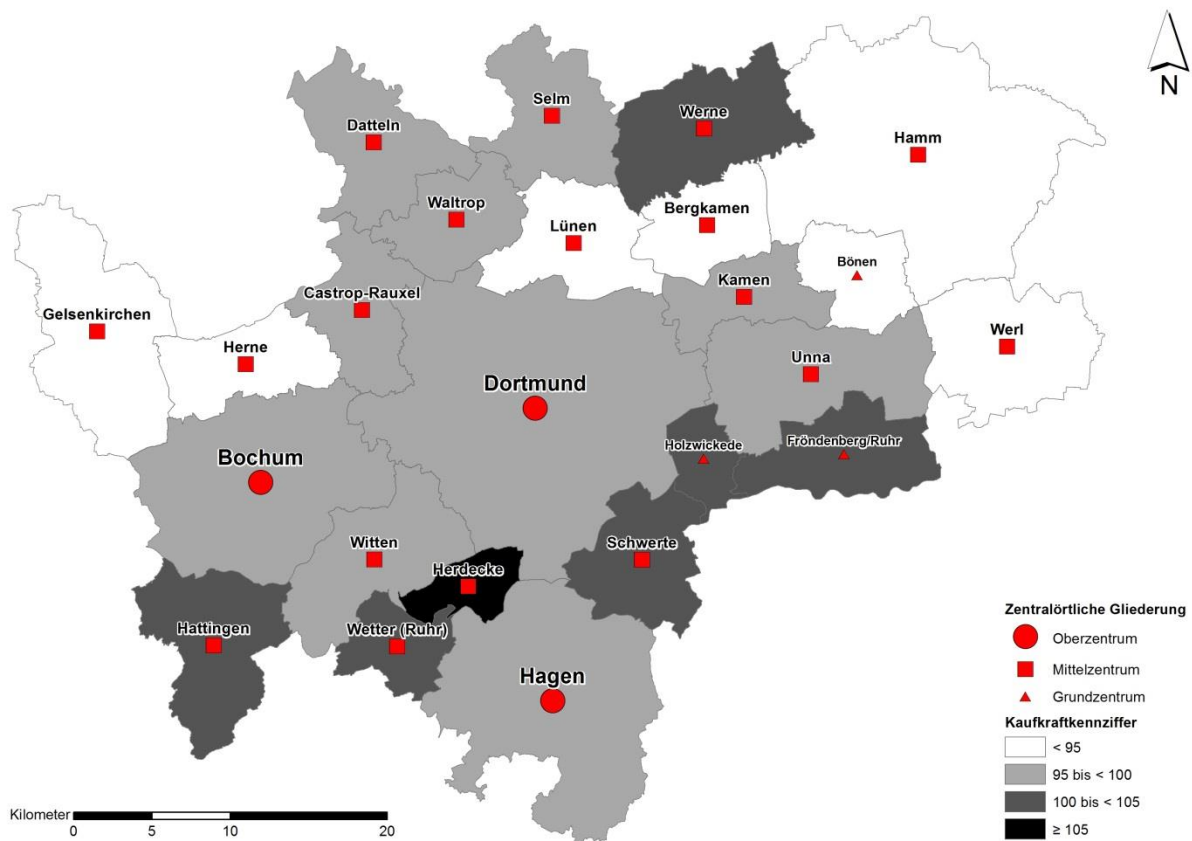 N
Selm
Werne
Datteln
Hamm
Waltrop
Bergkamen
Lünen
Bönen
Kamen
Castrop-Rauxel
Gelsenkirchen
Werl
Herne
Unna
Dortmund
Holzwickede
Fröndenberg/Ruhr
Bochum
Witten
Schwerte
Herdecke
Hattingen
Wetter (Ruhr)
Hagen
Zentralörtliche Gliederung
Oberzentrum
Mittelzentrum
Grundzentrum
Kaufkraftkennziffer
< 95
95 bis < 100
100 bis < 105
≥ 105
Kilometer
0 5 10 20